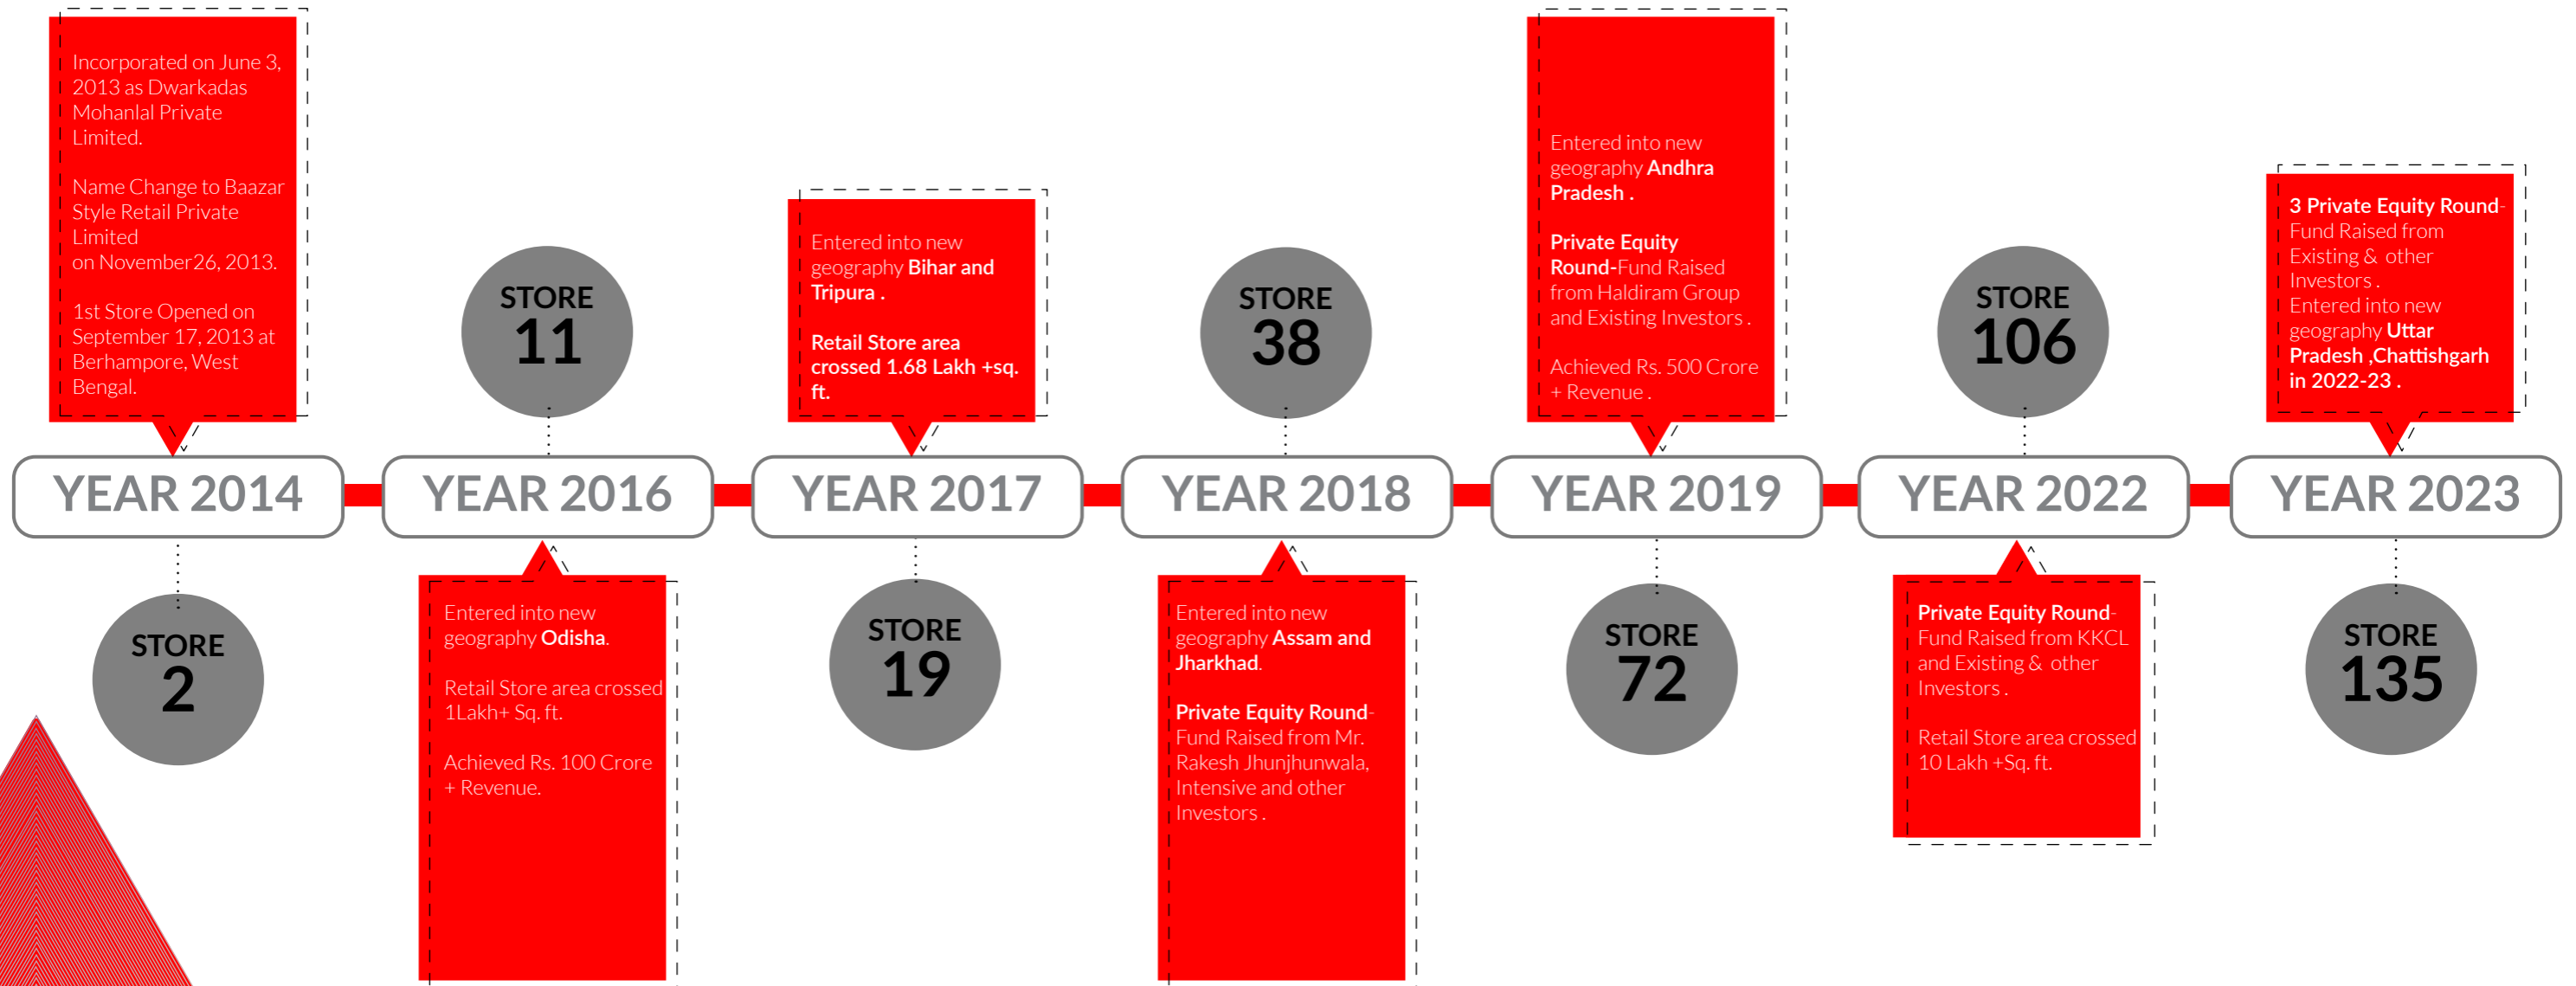 Incorporated on June 3,
2013 as Dwarkadas
Mohanlal Private
Limited.
Name Change to Baazar
Style Retail Private
Limited
on November26, 2013.
1st Store Opened on
September 17, 2013 at
Berhampore, West
Bengal.
YEAR 2014
STORE
2
STORE
11
YEAR 2016
Entered into new
geography Odisha.
Retail Store area crossed
1Lakh+ Sq. ft.
Achieved Rs. 100 Crore
+ Revenue.
Entered into new
geography Bihar and
Tripura .
Retail Store area
crossed 1.68 Lakh +sq.
ft.
YEAR 2017
STORE
19
STORE
38
YEAR 2018
Entered into new
geography Assam and
Jharkhad.
Private Equity Round-
Fund Raised from Mr.
Rakesh Jhunjhunwala,
Intensive and other
Investors .
Entered into new
geography Andhra
Pradesh .
Private Equity
Round-Fund Raised
from Haldiram Group
and Existing Investors .
Achieved Rs. 500 Crore
+ Revenue .
YEAR 2019
STORE
72
STORE
106
YEAR 2022
Private Equity Round-
Fund Raised from KKCL
and Existing & other
Investors .
Retail Store area crossed
10 Lakh +Sq. ft.
3 Private Equity Round-
Fund Raised from
Existing & other
Investors .
Entered into new
geography Uttar
Pradesh ,Chattishgarh
in 2022-23 .
YEAR 2023
STORE
135